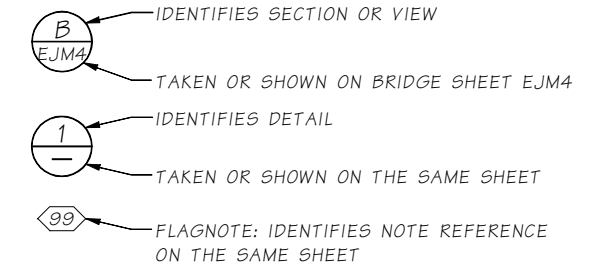 B
IDENTIFIES SECTION OR VIEW
EJM4
TAKEN OR SHOWN ON BRIDGE SHEET EJM4
1
IDENTIFIES DETAIL
—
TAKEN OR SHOWN ON THE SAME SHEET
99
FLAGNOTE: IDENTIFIES NOTE REFERENCE
ON THE SAME SHEET